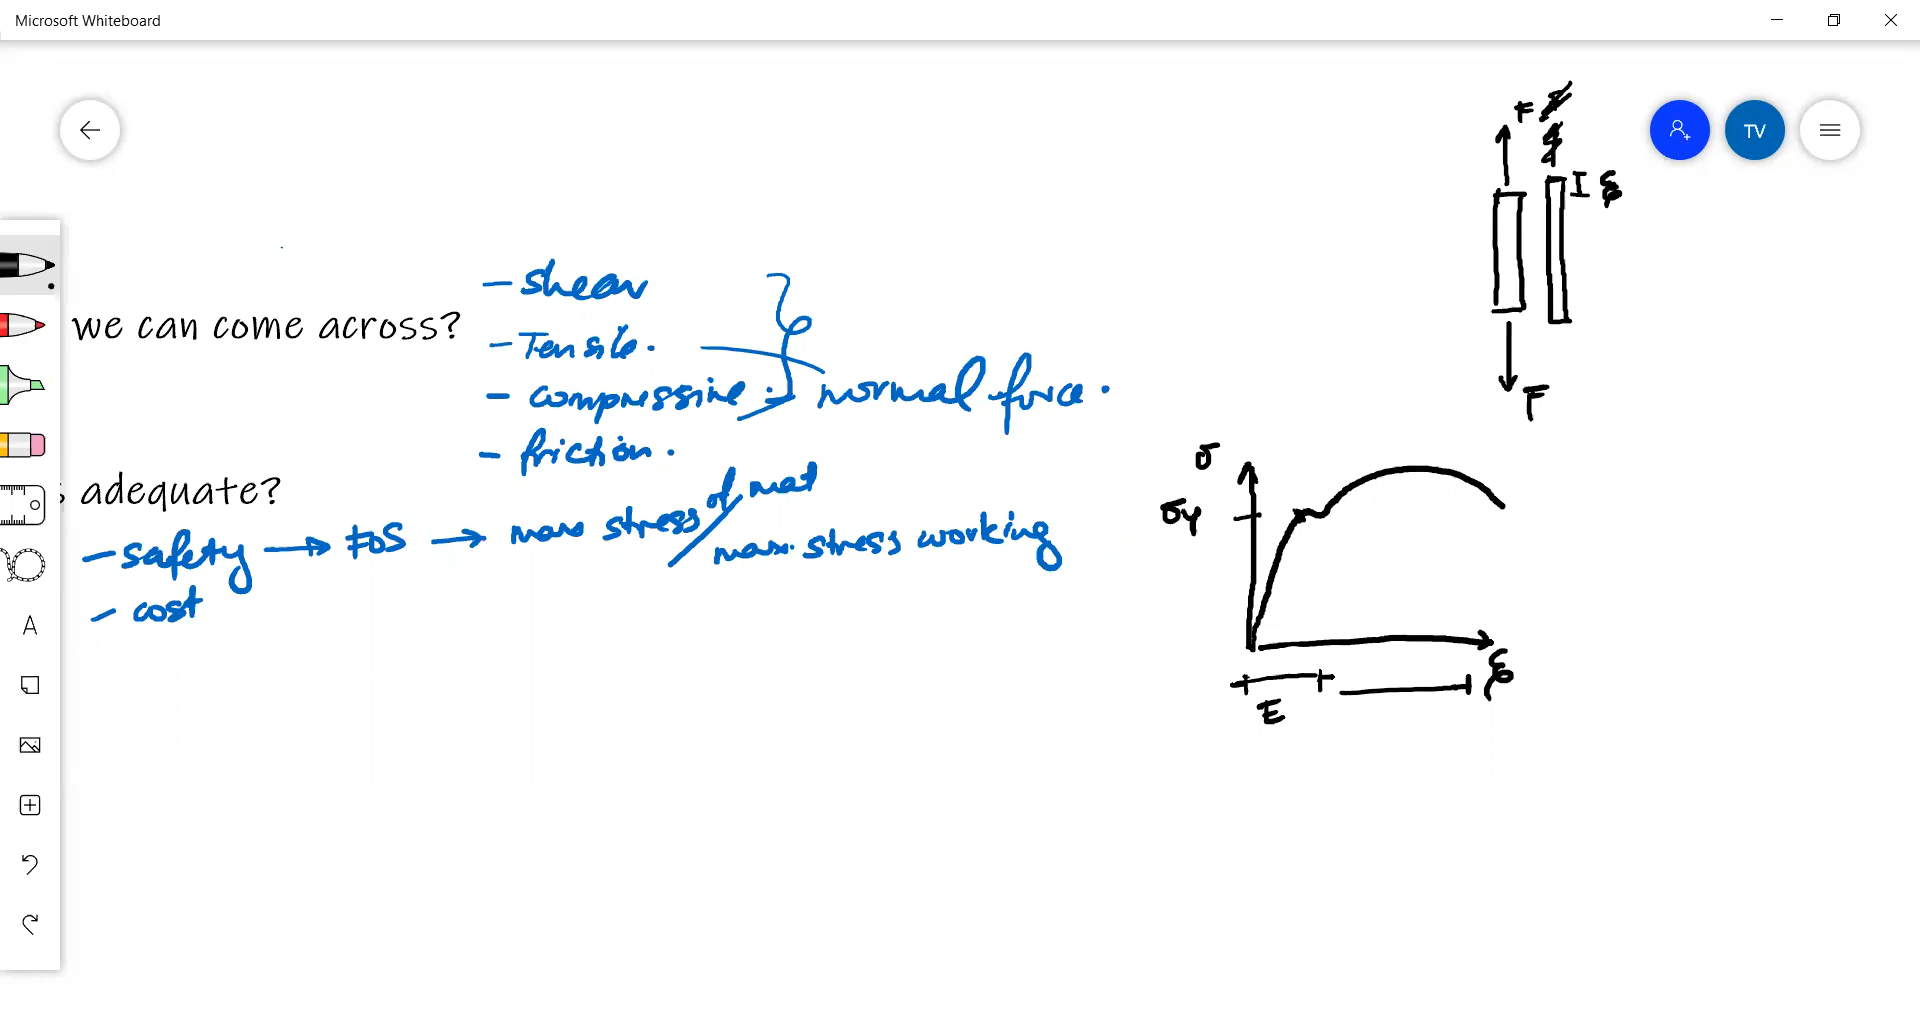 Microsoft Whiteboard
TV
F
ε
- shear
we can come across?
- Tensile.
- compressive
normal force.
- friction.
F
σ
s adequate?
σy
- safety → FOS → max stress of mat / max. stress working
- cost
ε
E
A